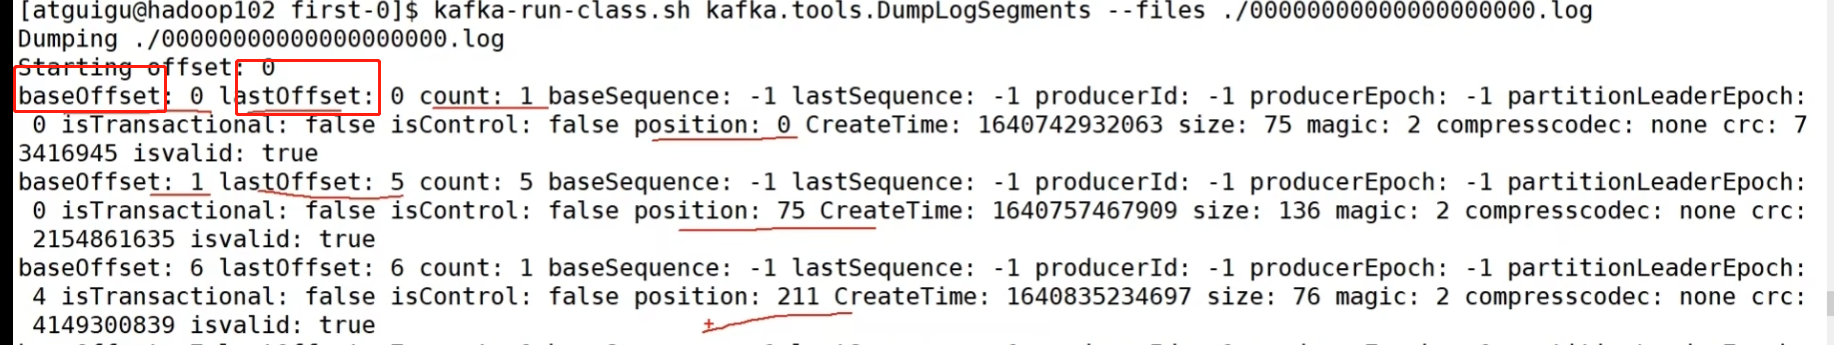 [atguigu@hadoop102 first-0]$ kafka-run-class.sh kafka.tools.DumpLogSegments --files ./00000000000000000000.log
Dumping ./00000000000000000000.log
Starting offset: 0
baseOffset: 0 lastOffset: 0 count: 1 baseSequence: -1 lastSequence: -1 producerId: -1 producerEpoch: -1 partitionLeaderEpoch:
0 isTransactional: false isControl: false position: 0 CreateTime: 1640742932063 size: 75 magic: 2 compresscodec: none crc: 7
3416945 isvalid: true
baseOffset: 1 lastOffset: 5 count: 5 baseSequence: -1 lastSequence: -1 producerId: -1 producerEpoch: -1 partitionLeaderEpoch:
0 isTransactional: false isControl: false position: 75 CreateTime: 1640757467909 size: 136 magic: 2 compresscodec: none crc:
2154861635 isvalid: true
baseOffset: 6 lastOffset: 6 count: 1 baseSequence: -1 lastSequence: -1 producerId: -1 producerEpoch: -1 partitionLeaderEpoch:
4 isTransactional: false isControl: false position: 211 CreateTime: 1640835234697 size: 76 magic: 2 compresscodec: none crc:
4149300839 isvalid: true